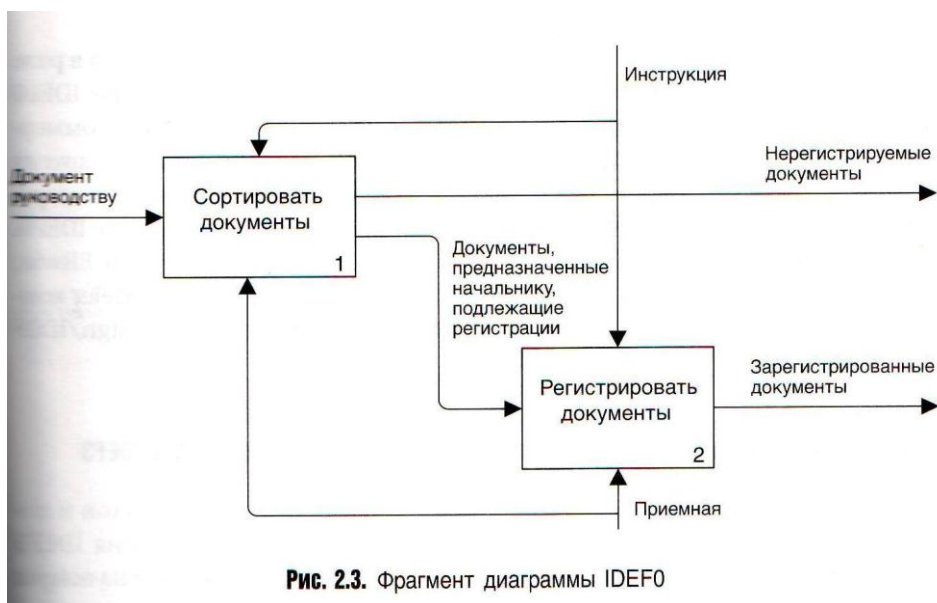 Инструкция
Нерегистрируемые
документы
Документ
руководству
Сортировать
документы
1
Документы,
предназначенные
начальнику,
подлежащие
регистрации
Зарегистрированные
документы
Регистрировать
документы
2
Приемная
Рис. 2.3. Фрагмент диаграммы IDEF0